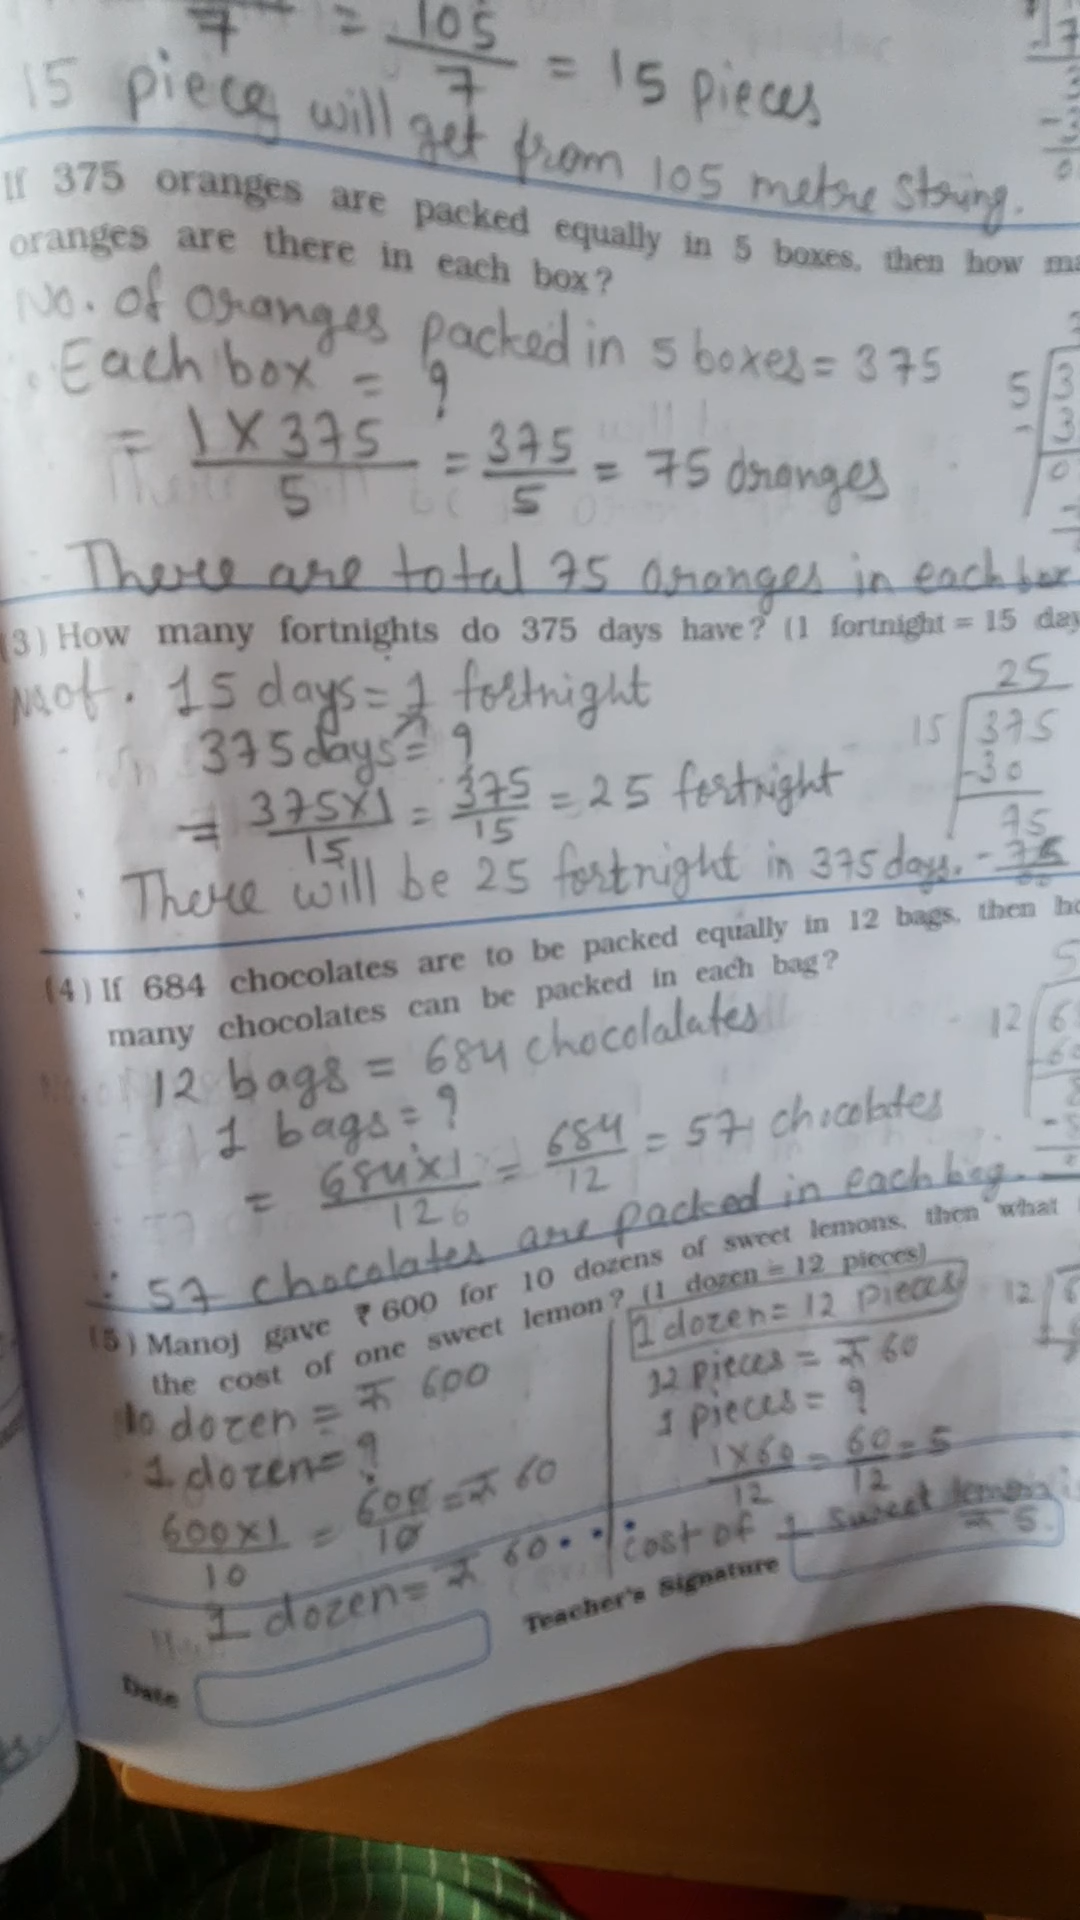 7 = 105/7 = 15 pieces
15 piece will get from 105 metre string.
If 375 oranges are packed equally in 5 boxes, then how
oranges are there in each box?
No. of oranges packed in 5 boxes = 375
Each box = ?
= 1 X 375/5 = 375/5 = 75 oranges
There are total 75 oranges in each box
(3) How many fortnights do 375 days have? (1 fortnight = 15
No of . 15 days = 1 fortnight
375 days = ?
= 375X1/15 = 375/15 = 25 fortnight
25
15 375
-30
75
-75
00
: There will be 25 fortnight in 375 days.
(4) If 684 chocolates are to be packed equally in 12 bags, then
many chocolates can be packed in each bag?
12 bags = 684 chocolalates
1 bags = ?
= 684X1/126 = 684/12 = 57 chocolates
∴ 57 chocolates are packed in each bag.
(5) Manoj gave ₹ 600 for 10 dozens of sweet lemons, then what
the cost of one sweet lemon? (1 dozen = 12 pieces)
10 dozen = ₹ 600
1 dozen = ?
600X1/10 = 600/10 = ₹ 60
1 dozen = ₹ 60
1 dozen = 12 pieces
12 pieces = ₹ 60
1 pieces = ?
1X60/12 = 60/12 = 5
cost of 1 sweet lemon is
= 5.
Teacher's Signature
Date